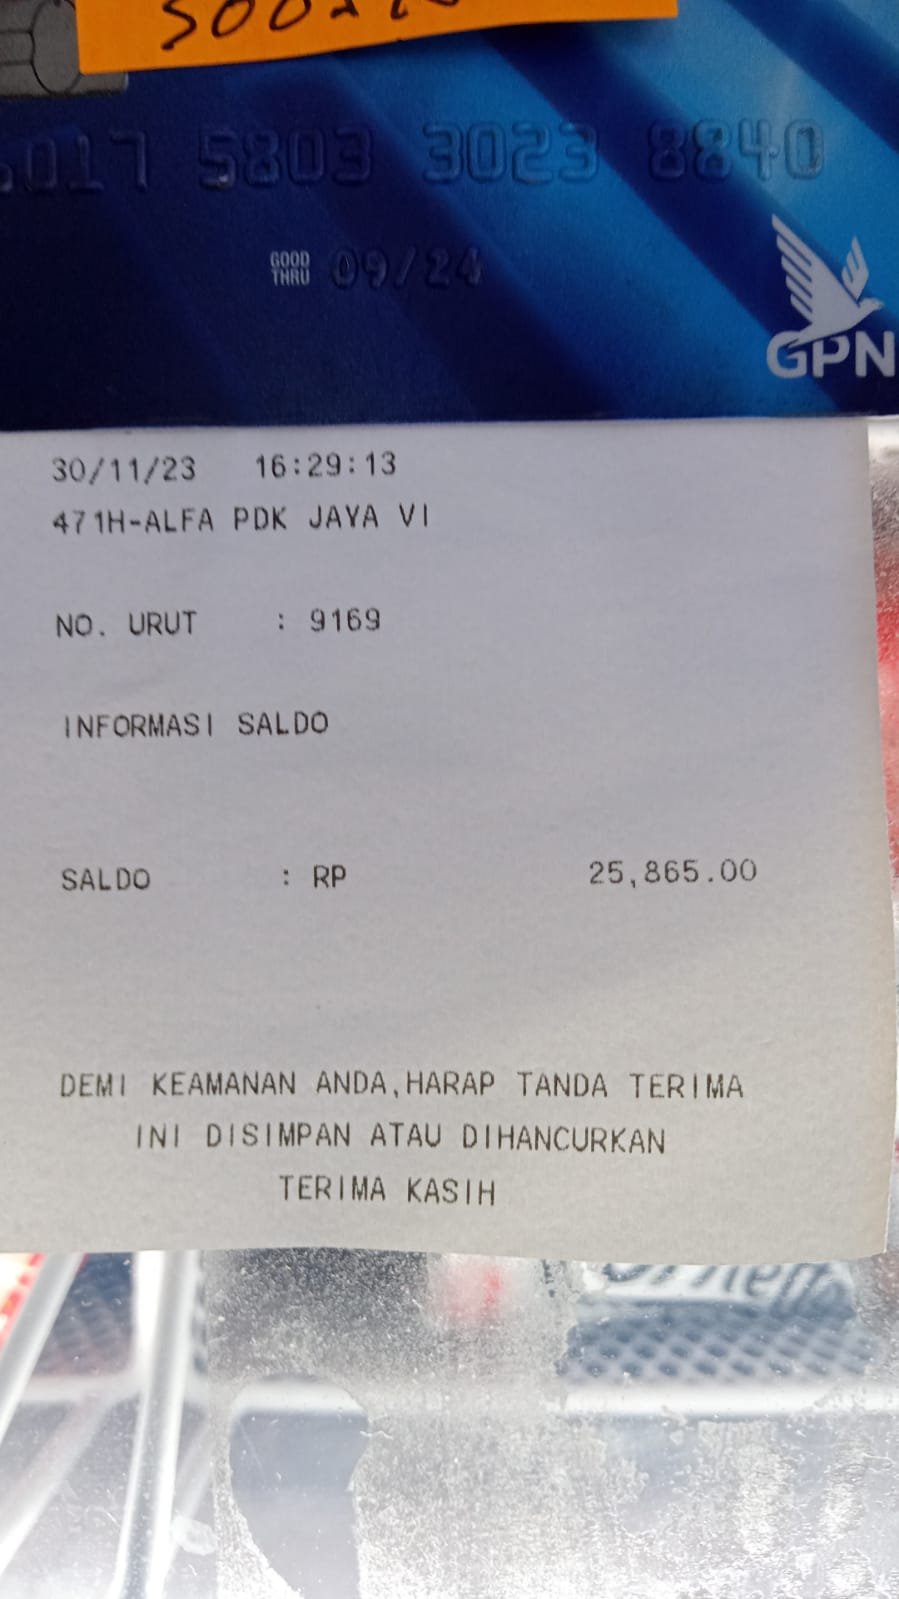 5803 3023 8840
GOOD THRU 09/24
GPN
30/11/23 16:29:13
471H-ALFA PDK JAYA VI
NO. URUT : 9169
INFORMASI SALDO
SALDO : RP 25,865.00
DEMI KEAMANAN ANDA,HARAP TANDA TERIMA
INI DISIMPAN ATAU DIHANCURKAN
TERIMA KASIH